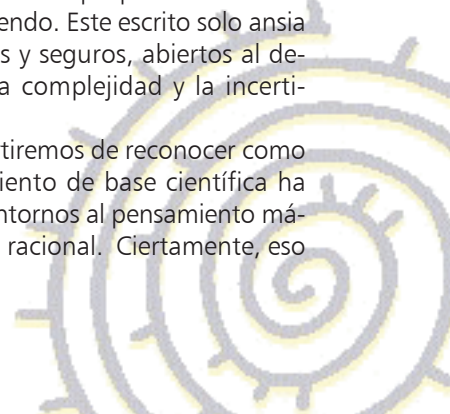 endo. Este escrito solo ansia
s y seguros, abiertos al de-
a complejidad y la incerti-
tiremos de reconocer como
iento de base científica ha
ntornos al pensamiento má-
racional. Ciertamente, eso